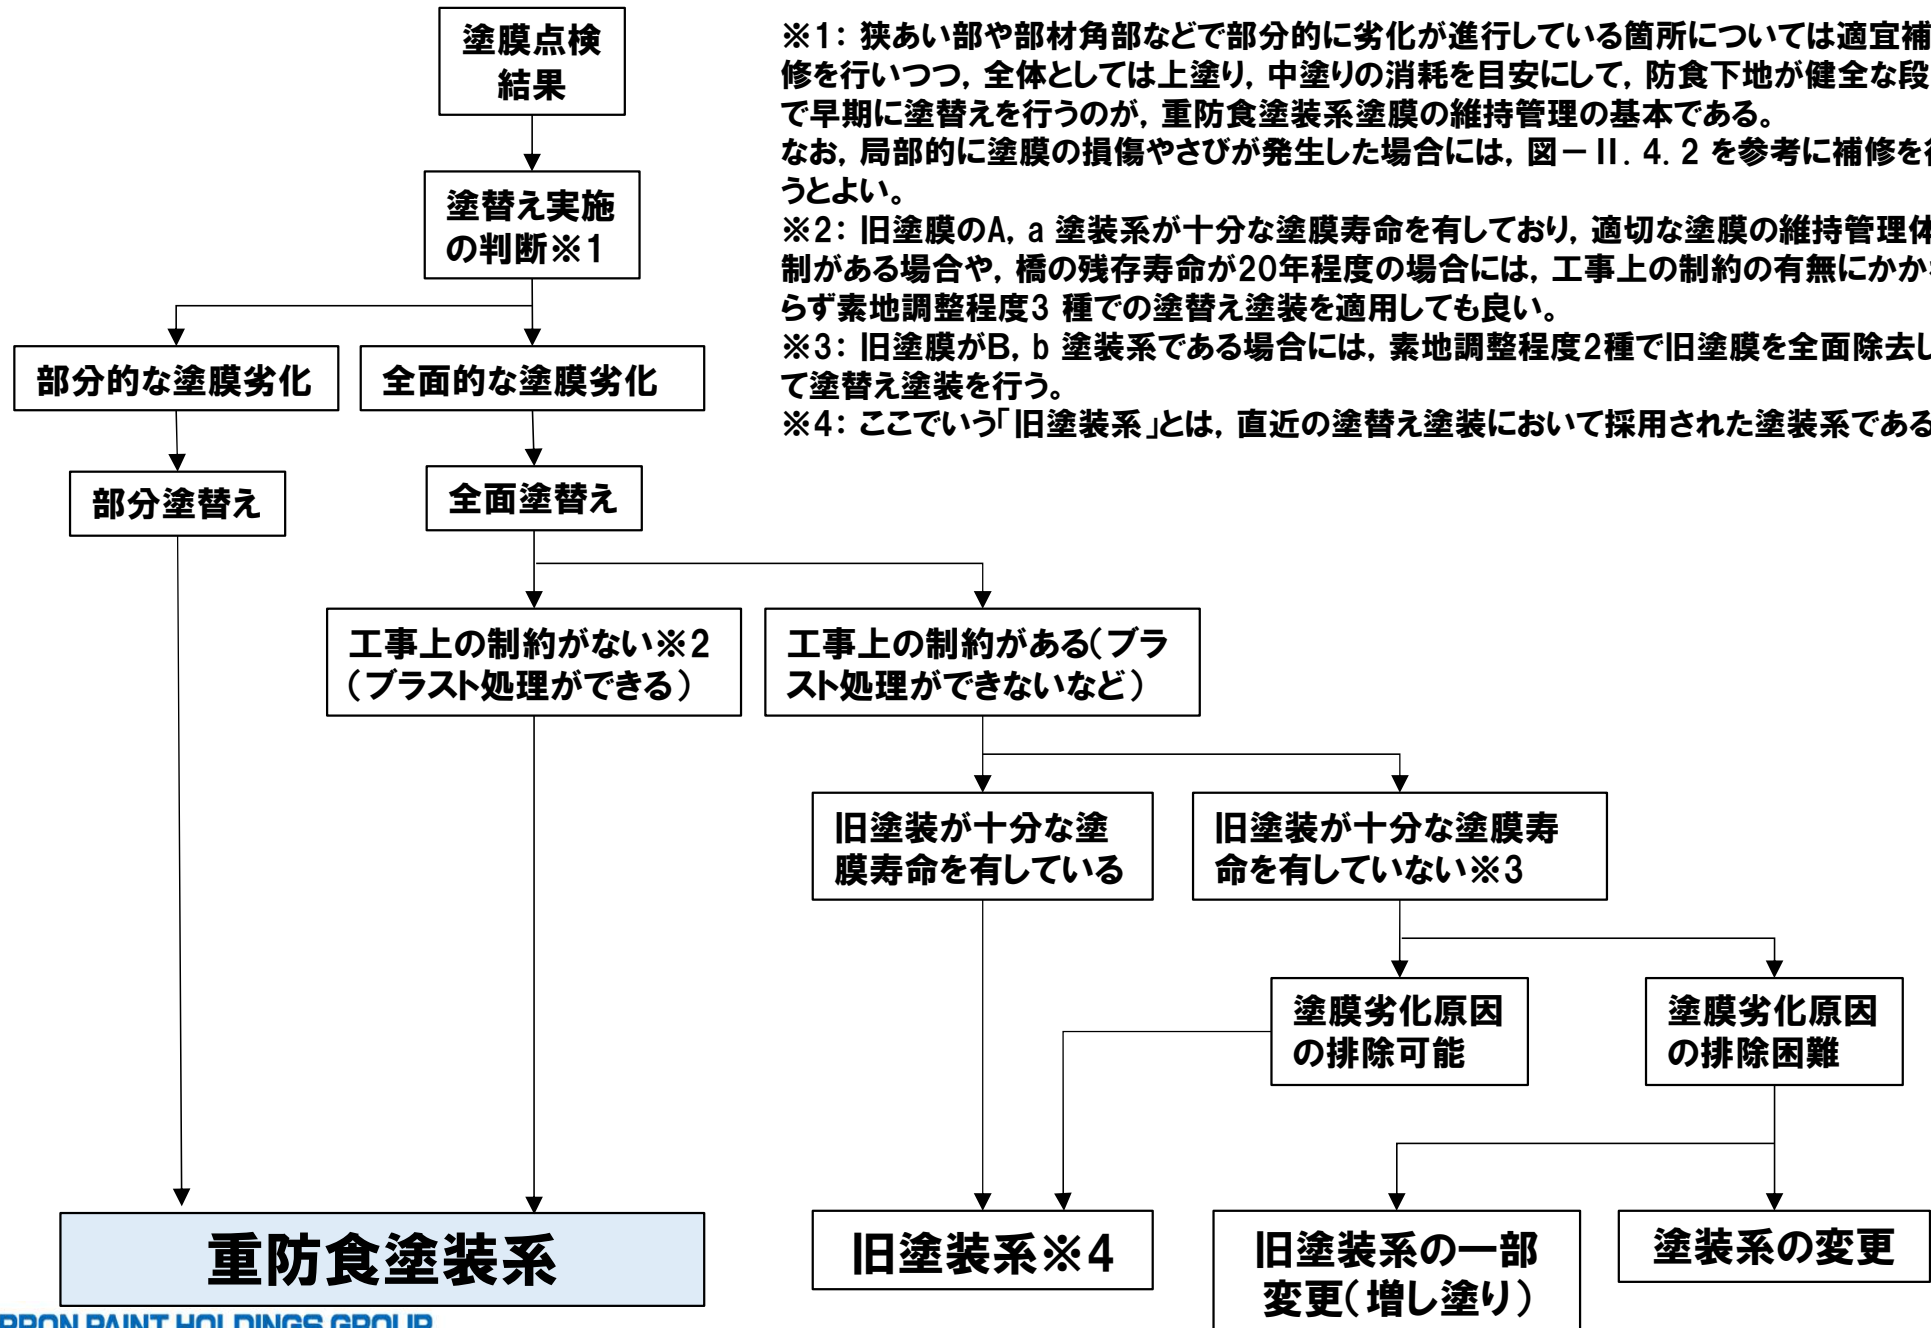 塗膜点検
結果
※1：狭あい部や部材角部などで部分的に劣化が進行している箇所については適宜補
修を行いつつ，全体としては上塗り，中塗りの消耗を目安にして，防食下地が健全な段
で早期に塗替えを行うのが，重防食塗装系塗膜の維持管理の基本である。
なお，局部的に塗膜の損傷やさびが発生した場合には，図－Ⅱ．4．2 を参考に補修を
うとよい。
※2：旧塗膜のA，a 塗装系が十分な塗膜寿命を有しており，適切な塗膜の維持管理体
制がある場合や，橋の残存寿命が20年程度の場合には，工事上の制約の有無にかか
らず素地調整程度3 種での塗替え塗装を適用しても良い。
※3：旧塗膜がB，b 塗装系である場合には，素地調整程度2種で旧塗膜を全面除去し
て塗替え塗装を行う。
※4：ここでいう「旧塗装系」とは，直近の塗替え塗装において採用された塗装系である
塗替え実施
の判断※1
部分的な塗膜劣化
全面的な塗膜劣化
部分塗替え
全面塗替え
工事上の制約がない※2
（ブラスト処理ができる）
工事上の制約がある（ブラ
スト処理ができないなど）
旧塗装が十分な塗
膜寿命を有している
旧塗装が十分な塗膜寿
命を有していない※3
塗膜劣化原因
の排除可能
塗膜劣化原因
の排除困難
重防食塗装系
旧塗装系※4
旧塗装系の一部
変更（増し塗り）
塗装系の変更
PAINT HOLDINGS GROUP